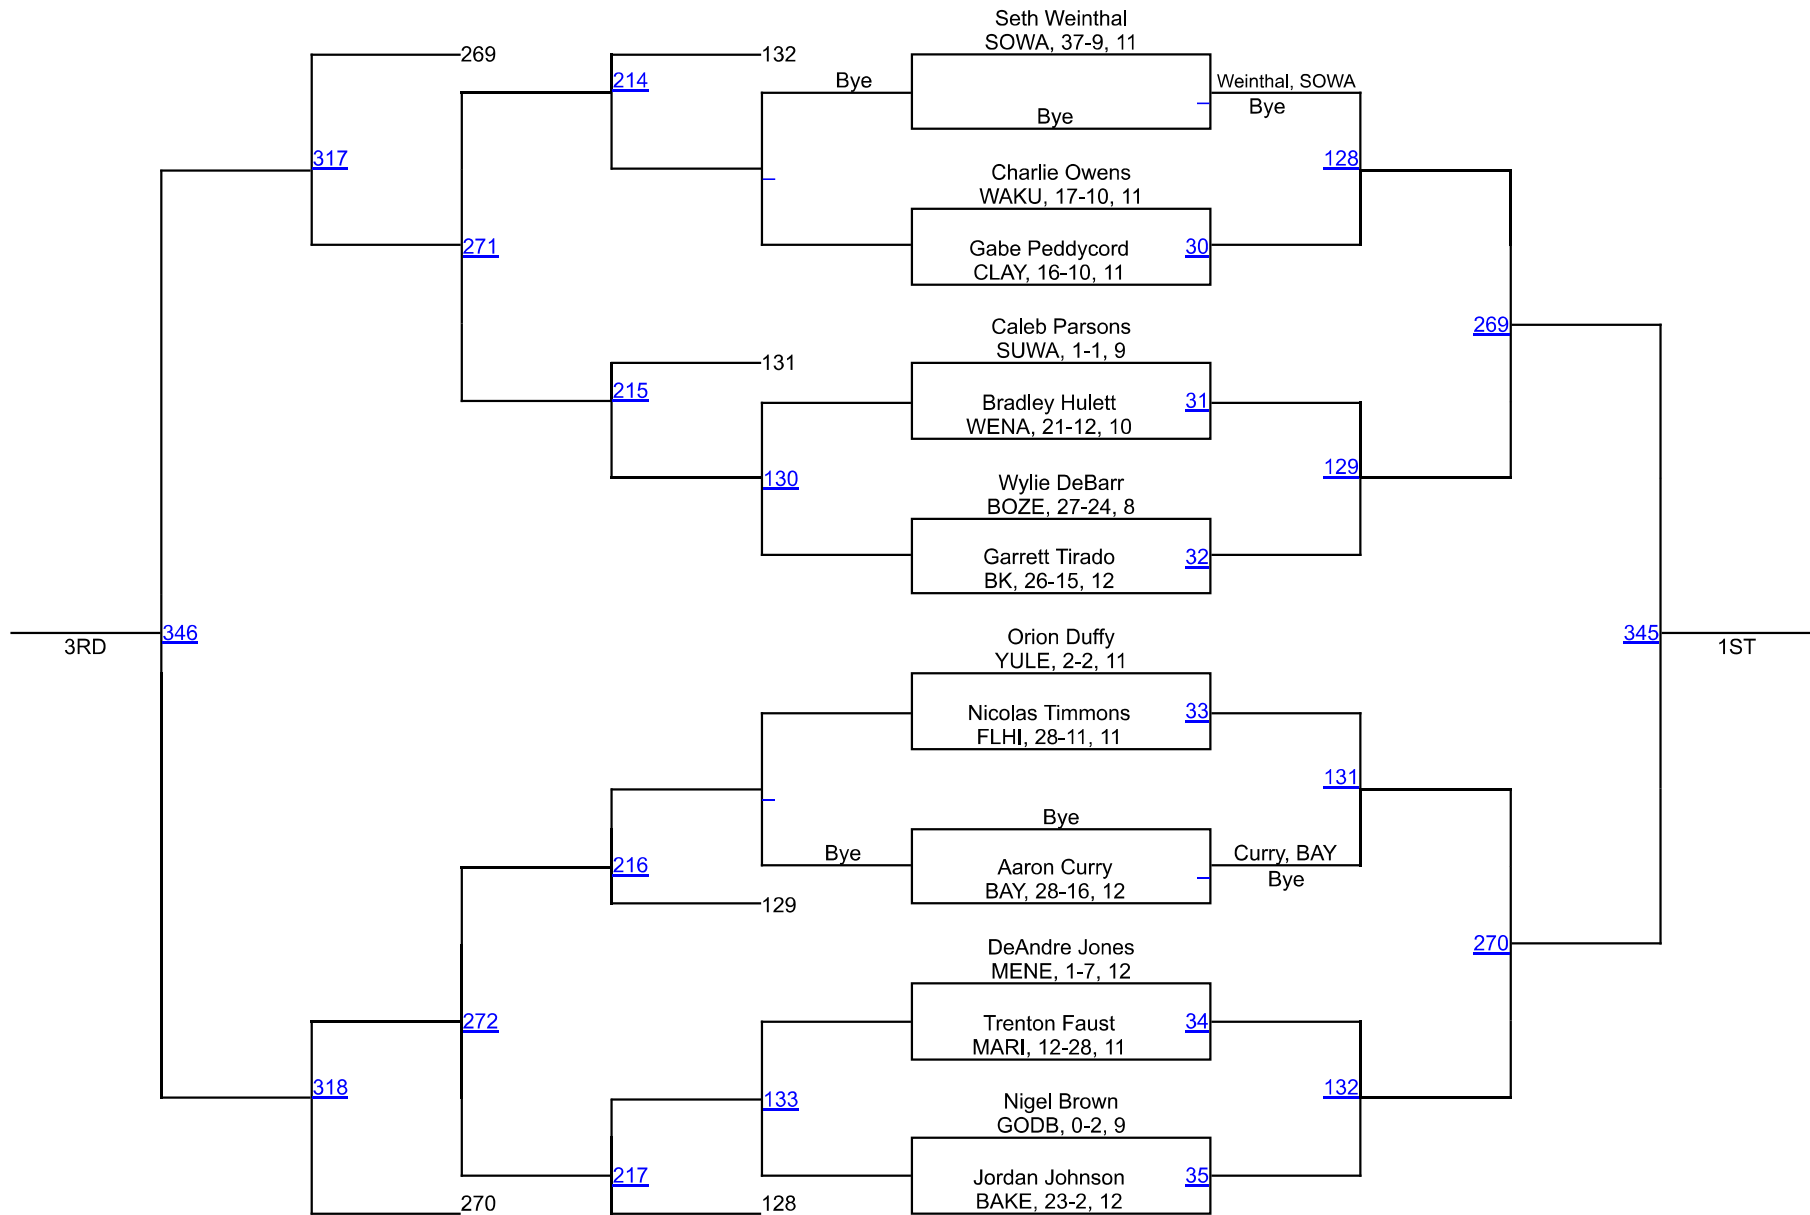 Seth Weinthal
SOWA, 37-9, 11
269
132
214
Bye
Weinthal, SOWA
Bye
Bye
317
128
Charlie Owens
WAKU, 17-10, 11
271
Gabe Peddycord
30
CLAY, 16-10, 11
Caleb Parsons
269
SUWA, 1-1, 9
131
215
Bradley Hulett
31
WENA, 21-12, 10
130
129
Wylie DeBarr
BOZE, 27-24, 8
Garrett Tirado
32
BK, 26-15, 12
3RD
346
Orion Duffy
345
1ST
YULE, 2-2, 11
Nicolas Timmons
33
FLHI, 28-11, 11
131
Bye
216
Bye
Aaron Curry
Curry, BAY
Bye
BAY, 28-16, 12
129
DeAndre Jones
270
MENE, 1-7, 12
272
Trenton Faust
34
MARI, 12-28, 11
318
133
132
Nigel Brown
GODB, 0-2, 9
217
Jordan Johnson
35
BAKE, 23-2, 12
270
128